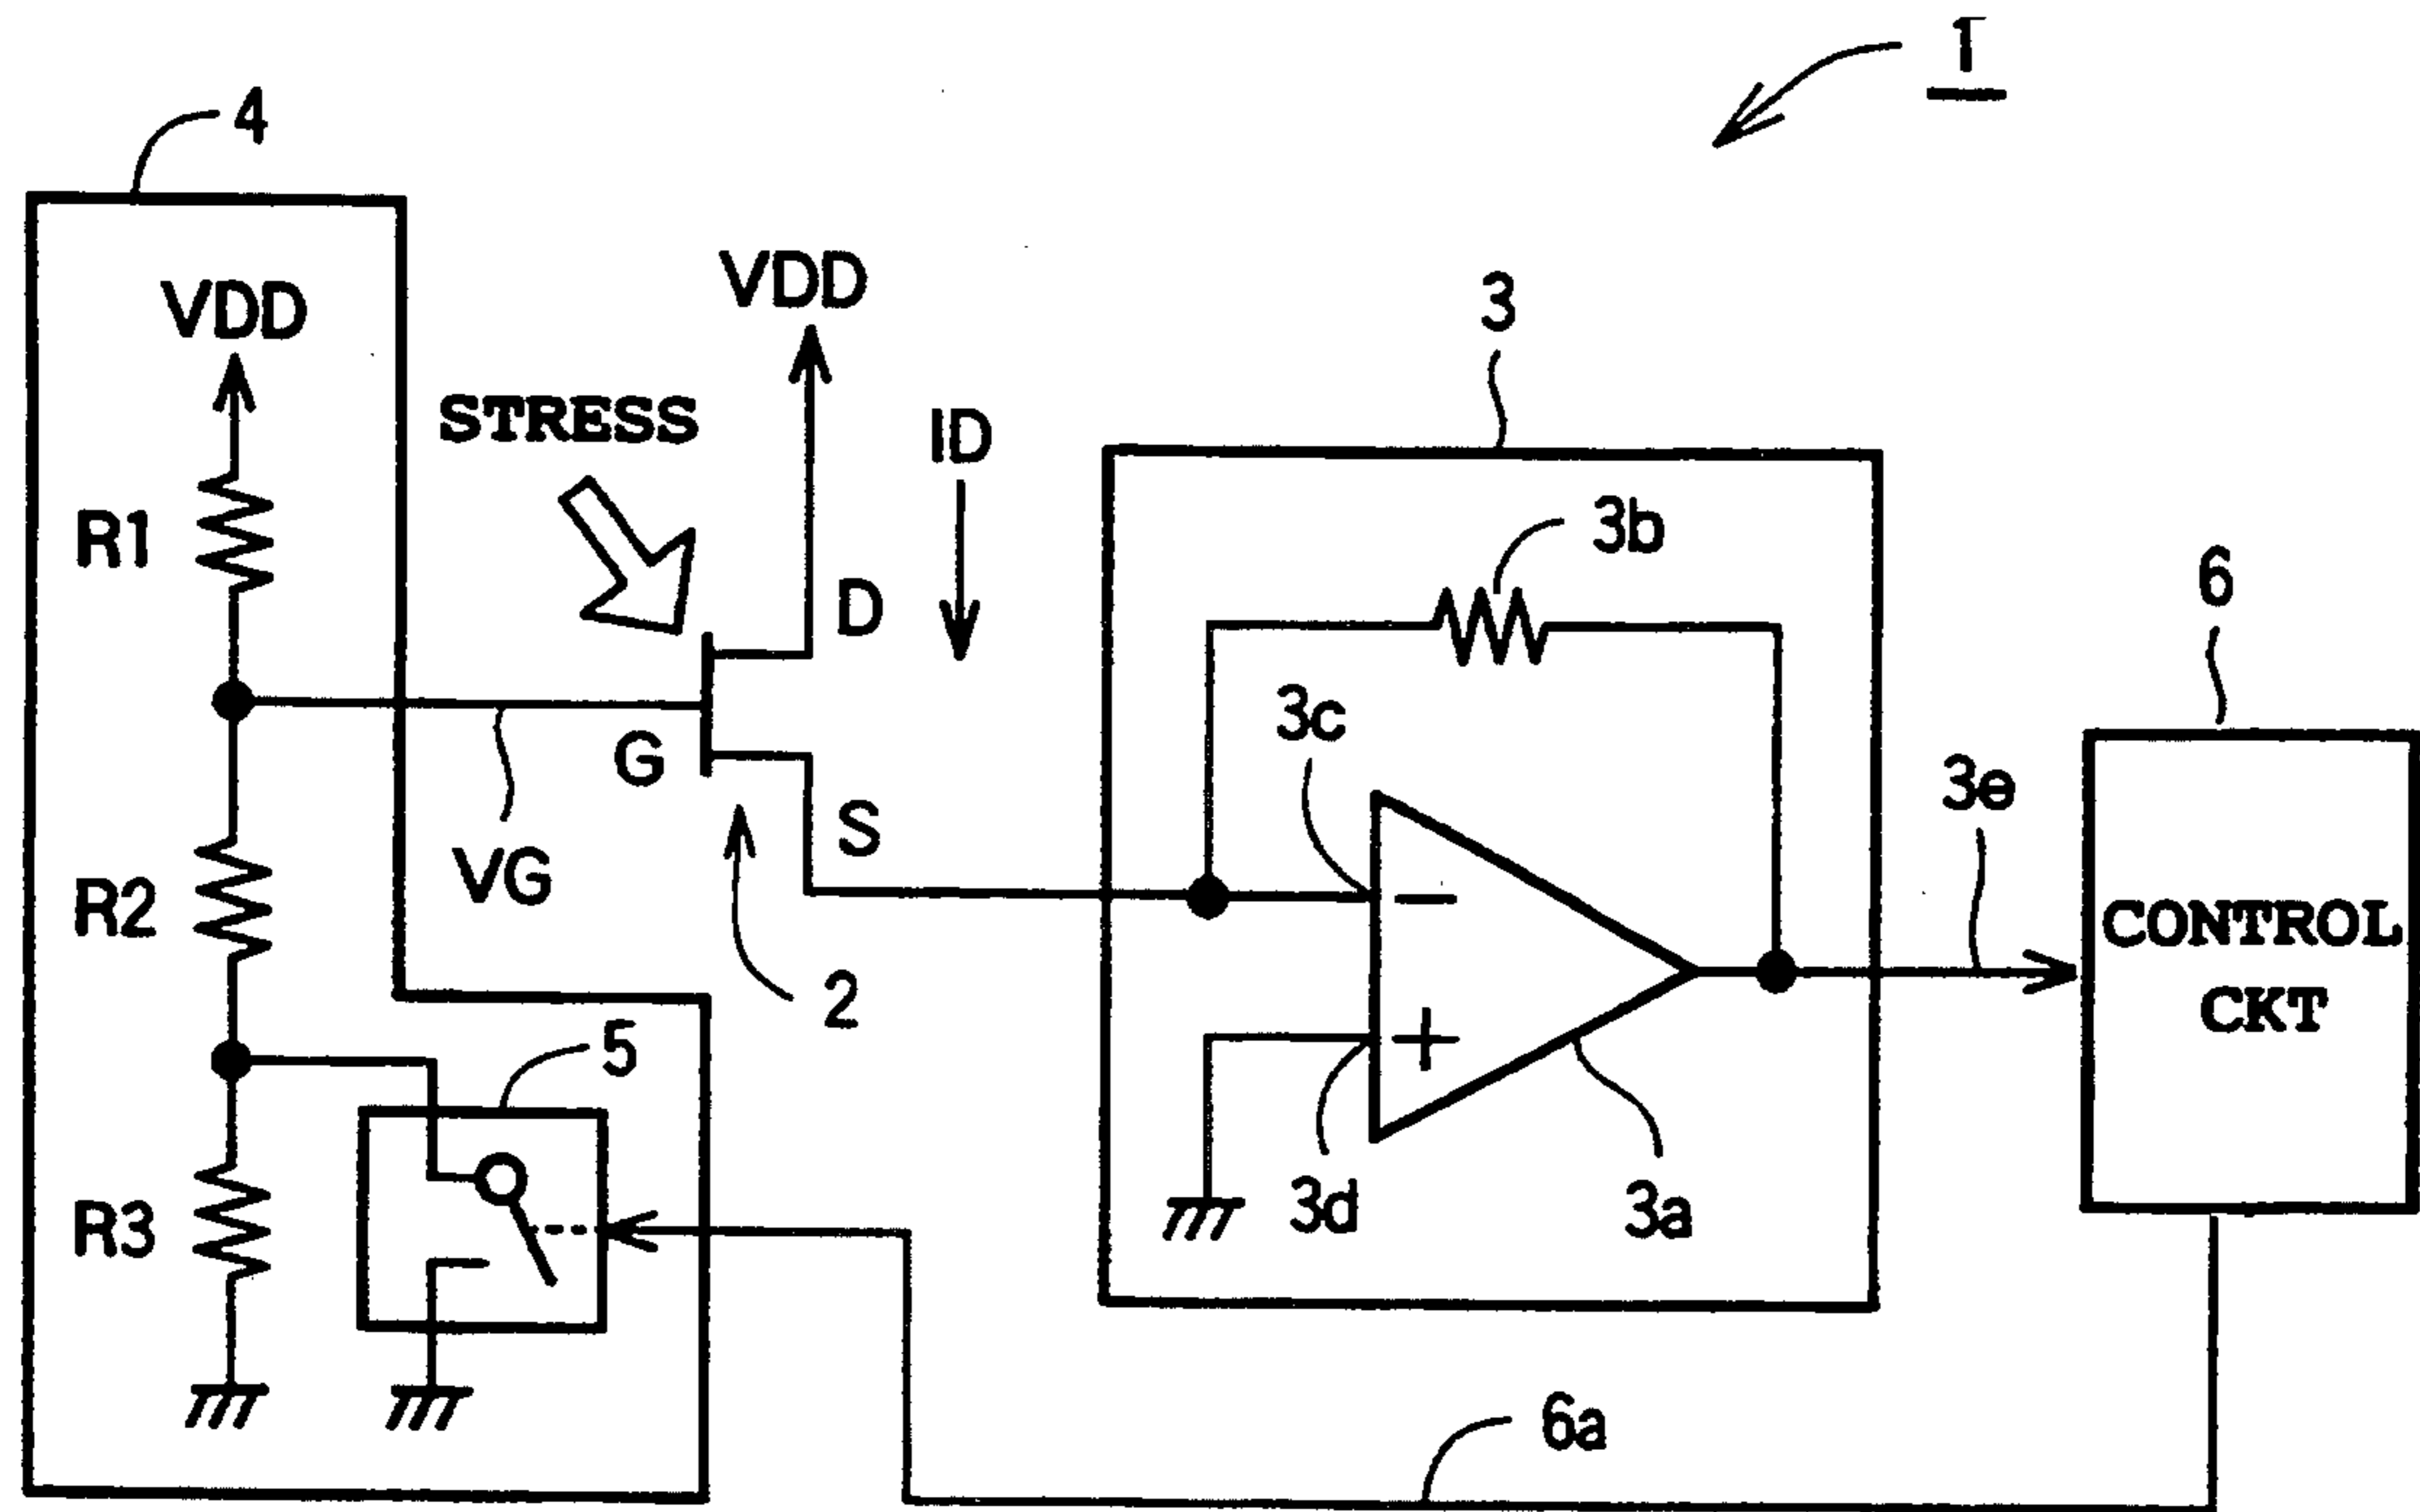 1
4
VDD
VDD
3
STRESS
ID
R1
3b
6
D
3c
G
3e
S
VG
R2
CONTROL
CKT
2
5
3d
3a
R3
6a
-
+